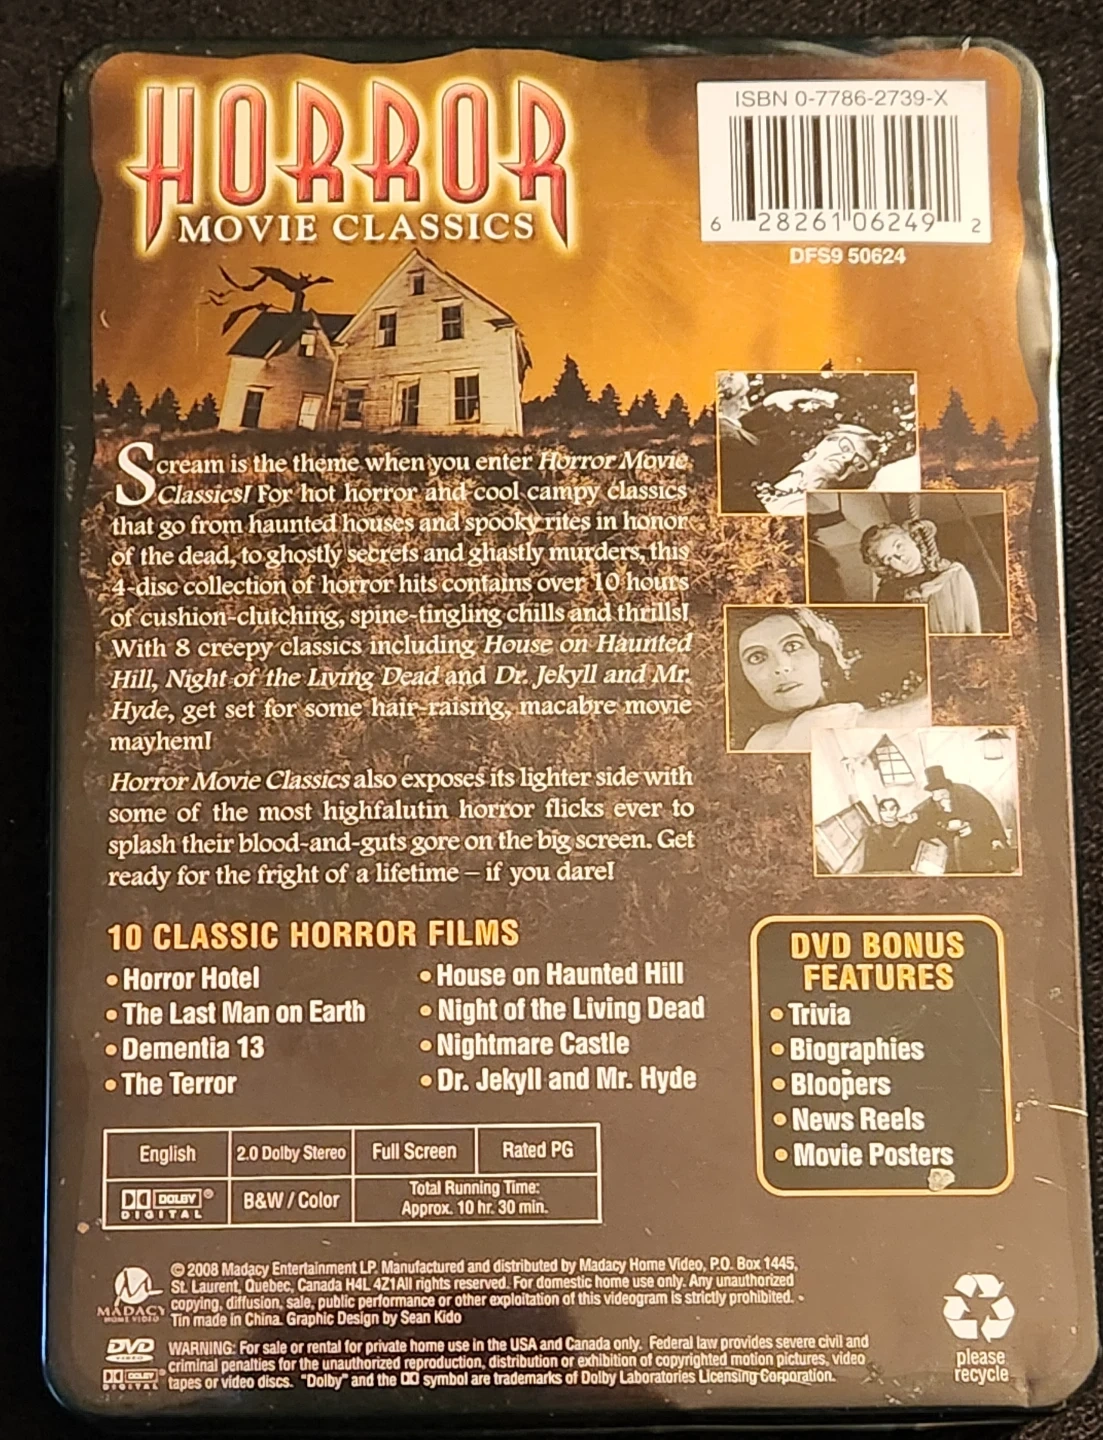 HORROR
MOVIE CLASSICS
ISBN 0-7786-2739-X
6 28261 06249 2
DFS9 50624
Scream is the theme when you enter Horror Movie
Classics! For hot horror and cool campy classics
that go from haunted houses and spooky rites in honor
of the dead, to ghostly secrets and ghastly murders, this
4-disc collection of horror hits contains over 10 hours
of cushion-clutching, spine-tingling chills and thrills!
With 8 creepy classics including House on Haunted
Hill, Night of the Living Dead and Dr. Jekyll and Mr.
Hyde, get set for some hair-raising, macabre movie
mayhem!
Horror Movie Classics also exposes its lighter side with
some of the most highfalutin horror flicks ever to
splash their blood-and-guts gore on the big screen. Get
ready for the fright of a lifetime – if you dare!
10 CLASSIC HORROR FILMS
• Horror Hotel
• The Last Man on Earth
• Dementia 13
• The Terror
• House on Haunted Hill
• Night of the Living Dead
• Nightmare Castle
• Dr. Jekyll and Mr. Hyde
DVD BONUS
FEATURES
• Trivia
• Biographies
• Bloopers
• News Reels
• Movie Posters
English
2.0 Dolby Stereo
Full Screen
Rated PG
DOLBY®
DIGITAL
B&W / Color
Total Running Time:
Approx. 10 hr. 30 min.
MADACY
HOME VIDEO
© 2008 Madacy Entertainment LP. Manufactured and distributed by Madacy Home Video, P.O. Box 1445,
St. Laurent, Quebec, Canada H4L 4Z1All rights reserved. For domestic home use only. Any unauthorized
copying, diffusion, sale, public performance or other exploitation of this videogram is strictly prohibited.
Tin made in China. Graphic Design by Sean Kido
DVD
VIDEO
DOLBY
DIGITAL
WARNING: For sale or rental for private home use in the USA and Canada only. Federal law provides severe civil and
criminal penalties for the unauthorized reproduction, distribution or exhibition of copyrighted motion pictures, video
tapes or video discs. "Dolby" and the DD symbol are trademarks of Dolby Laboratories Licensing Corporation.
please
recycle